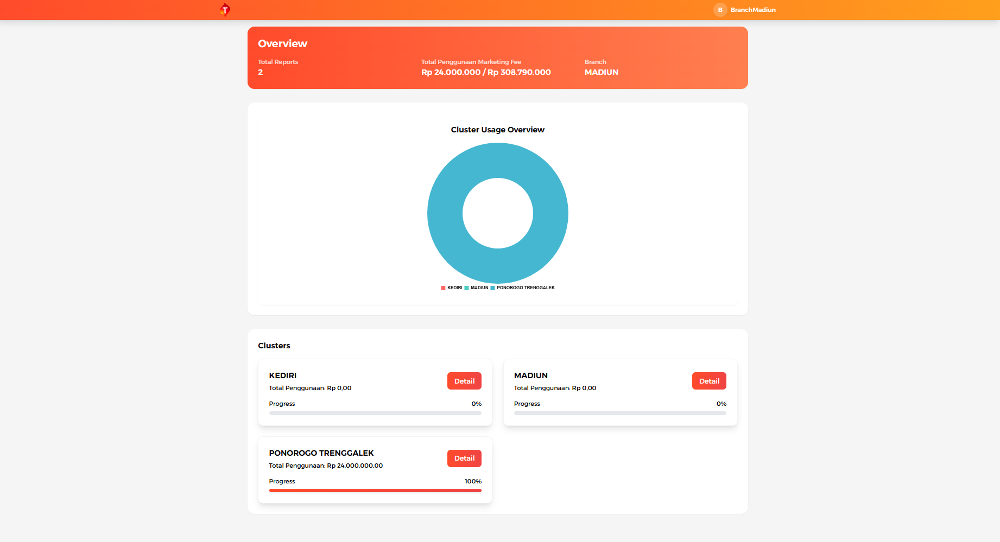 T
B BranchMadiun
Overview
Total Reports
2
Total Penggunaan Marketing Fee
Rp 24.000.000 / Rp 308.790.000
Branch
MADIUN
Cluster Usage Overview
KEDIRI MADIUN PONOROGO TRENGGALEK
Clusters
KEDIRI
Total Penggunaan: Rp 0,00
Detail
Progress 0%
MADIUN
Total Penggunaan: Rp 0,00
Detail
Progress 0%
PONOROGO TRENGGALEK
Total Penggunaan: Rp 24.000.000,00
Detail
Progress 100%